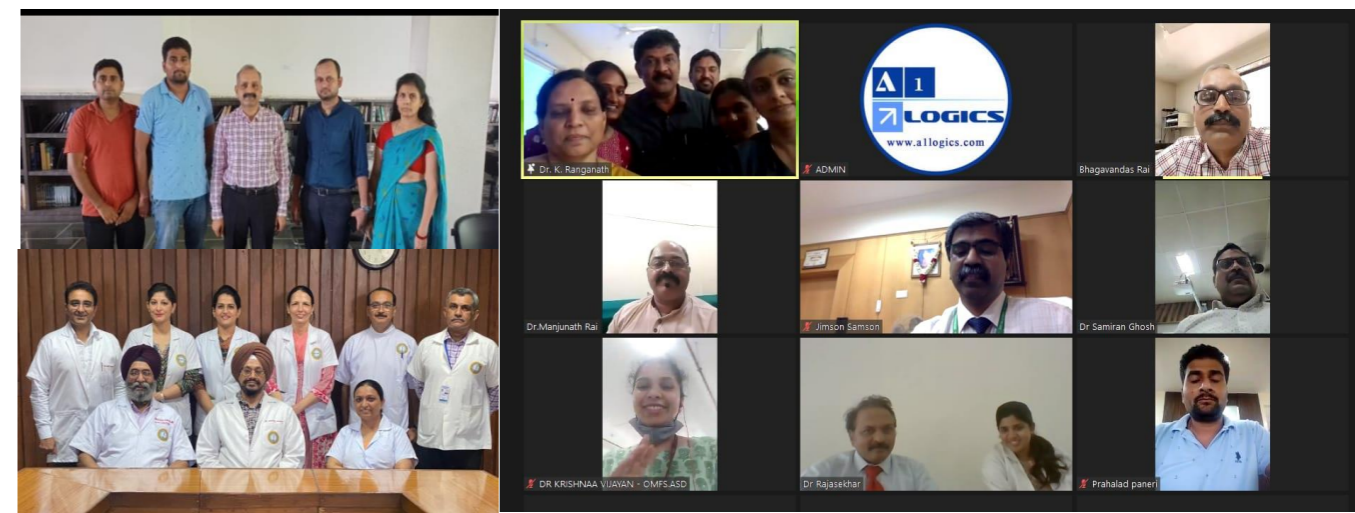 Dr. K. Ranganath
A 1
LOGICS
www.a1logics.com
ADMIN
Bhagavandas Rai
Dr.Manjunath Rai
Jimson Samson
Dr Samiran Ghosh
DR KRISHNAA VIJAYAN - OMFS.ASD
Dr Rajasekhar
Prahalad paneri